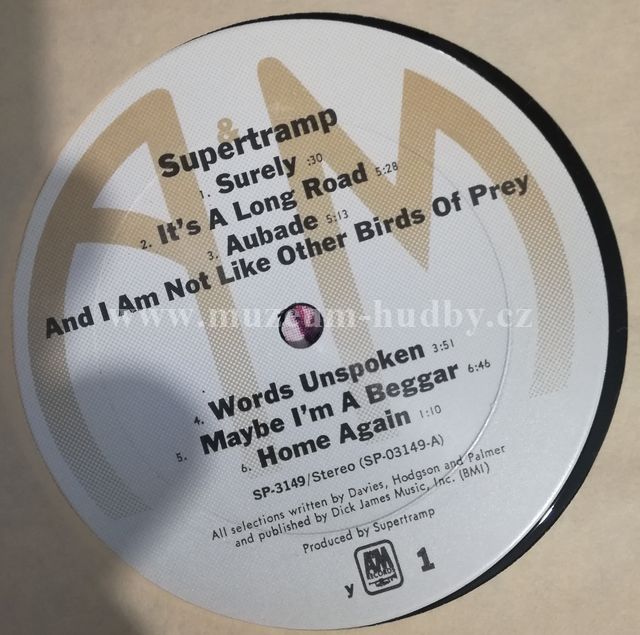 A&M
Supertramp
1. Surely :30
2. It's A Long Road 5:28
3. Aubade 5:13
And I Am Not Like Other Birds Of Prey
www.muzeum-hudby.cz
4. Words Unspoken 3:51
5. Maybe I'm A Beggar 6:46
6. Home Again 1:10
SP-3149/Stereo (SP-03149-A)
All selections written by Davies, Hodgson and Palmer
and published by Dick James Music, Inc. (BMI)
Produced by Supertramp
y A&M RECORDS 1